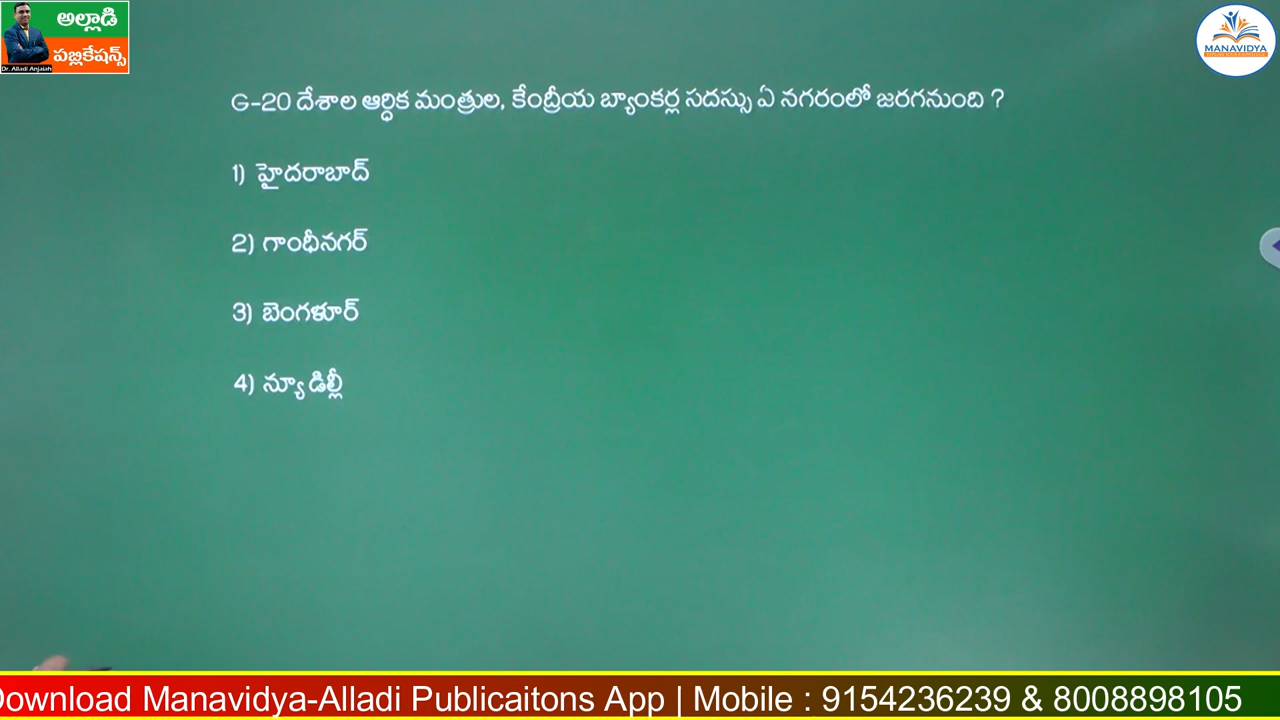 అల్లాడి
పబ్లికేషన్స్
Dr. Alladi Anjaiah
MANAVIDYA
G-20 దేశాల ఆర్ధిక మంత్రుల, కేంద్రీయ బ్యాంకర్ల సదస్సు ఏ నగరంలో జరగనుంది ?
1) హైదరాబాద్
2) గాంధీనగర్
3) బెంగళూర్
4) న్యూడిల్లీ
Download Manavidya-Alladi Publicaitons App | Mobile : 9154236239 & 8008898105